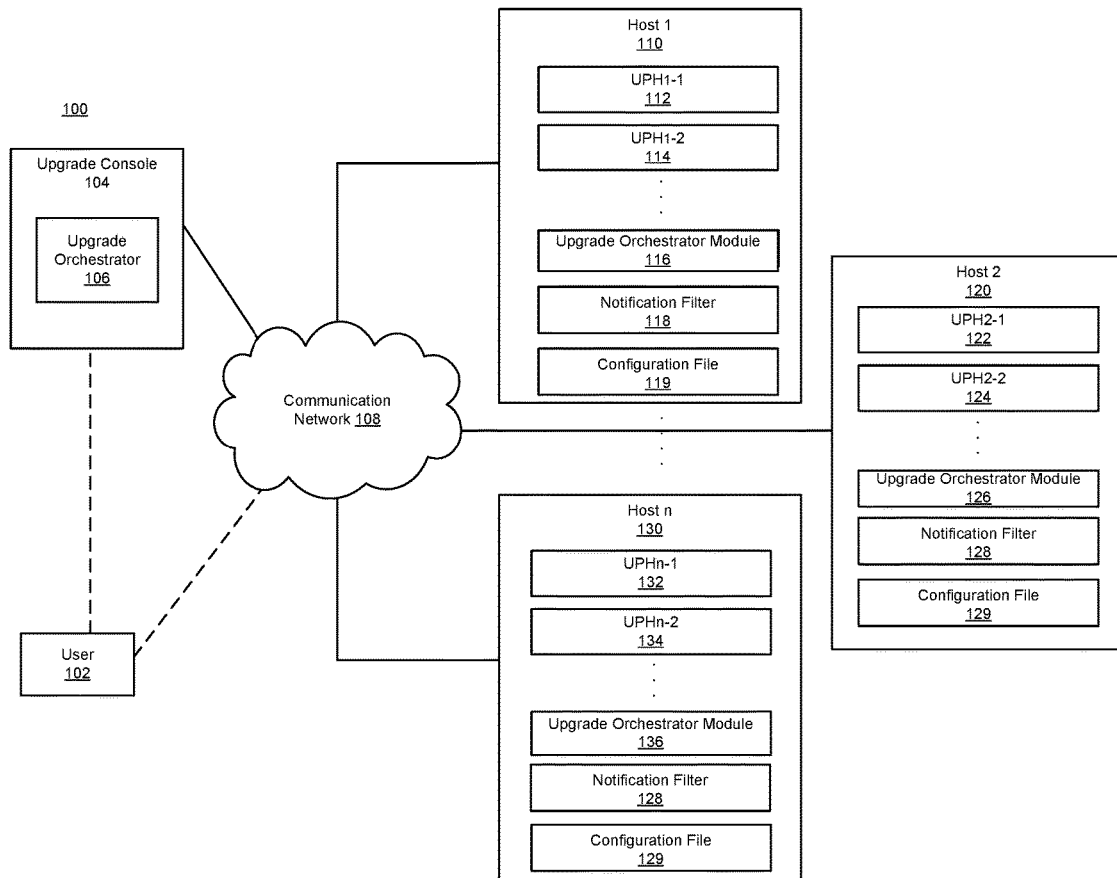 100
Upgrade Console
104
Upgrade
Orchestrator
106
User
102
Communication
Network 108
Host 1
110
UPH1-1
112
UPH1-2
114
Upgrade Orchestrator Module
116
Notification Filter
118
Configuration File
119
Host 2
120
UPH2-1
122
UPH2-2
124
Upgrade Orchestrator Module
126
Notification Filter
128
Configuration File
129
Host n
130
UPHn-1
132
UPHn-2
134
Upgrade Orchestrator Module
136
Notification Filter
128
Configuration File
129